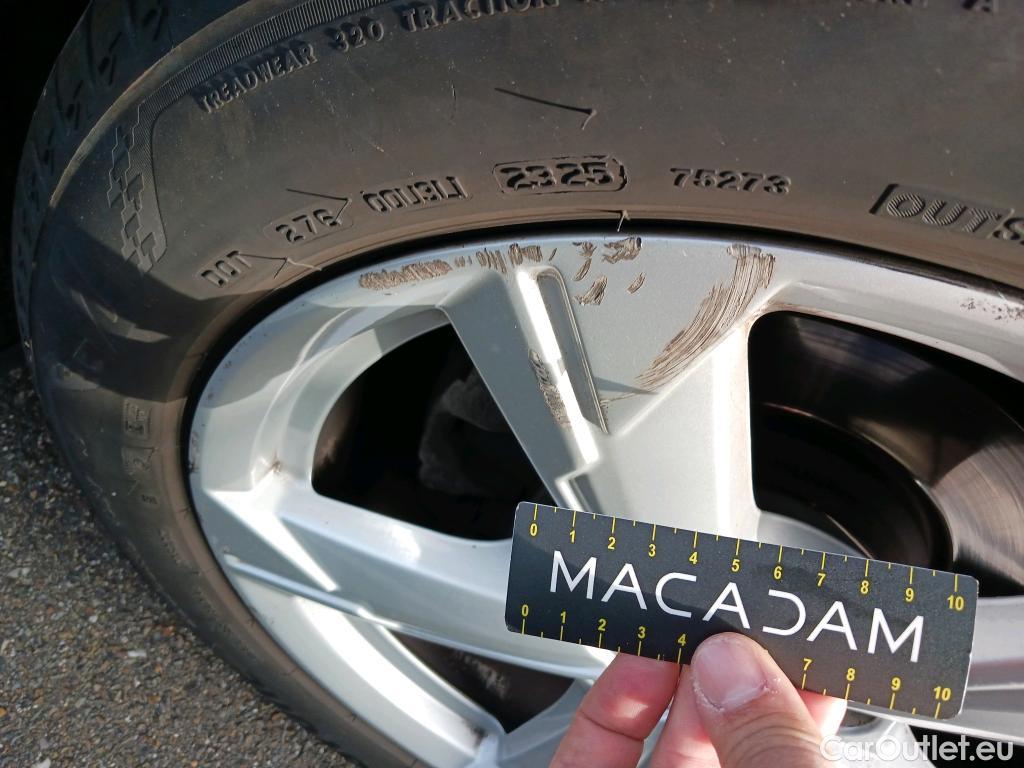 TREADWEAR 320 TRACTION
A
DOT 276 2325 75273
OUTS
0 1 2 3 4 5 6 7 8 9 10
MACADAM
0 1 2 3 4 7 8 9 10
CarOutlet.eu